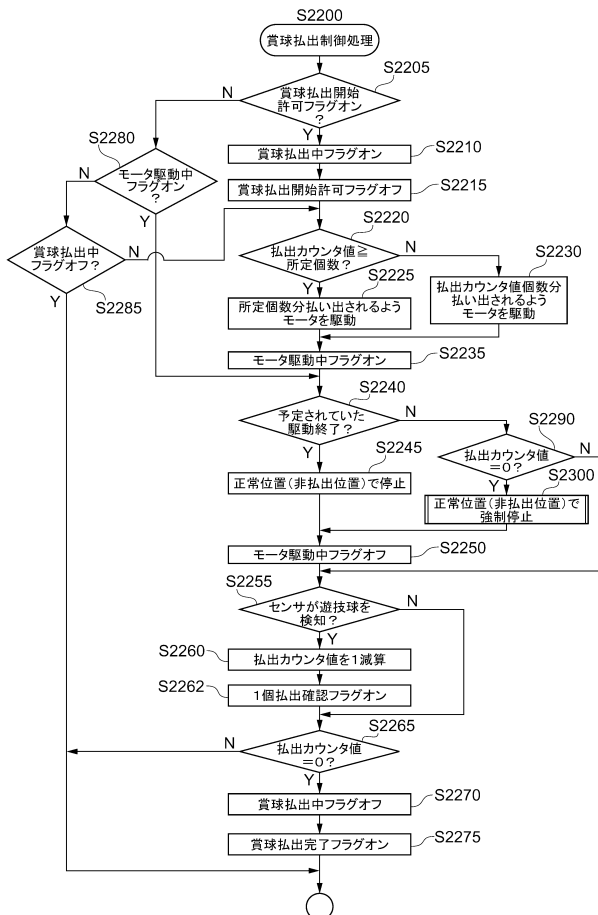 S2200
賞球払出制御処理
S2205
賞球払出開始
許可フラグオン
?
N
Y
S2210
賞球払出中フラグオン
S2215
賞球払出開始許可フラグオフ
S2280
モータ駆動中
フラグオン
?
N
Y
賞球払出中
フラグオフ?
N
Y
S2285
S2220
払出カウンタ値≧
所定個数?
N
Y
S2225
所定個数分払い出されるよう
モータを駆動
S2230
払出カウンタ値個数分
払い出されるよう
モータを駆動
S2235
モータ駆動中フラグオン
S2240
予定されていた
駆動終了?
N
Y
S2245
正常位置(非払出位置)で停止
S2290
払出カウンタ値
=0?
N
Y
S2300
正常位置(非払出位置)で
強制停止
S2250
モータ駆動中フラグオフ
S2255
センサが遊技球を
検知?
N
Y
S2260
払出カウンタ値を1減算
S2262
1個払出確認フラグオン
S2265
払出カウンタ値
=0?
N
Y
S2270
賞球払出中フラグオフ
S2275
賞球払出完了フラグオン